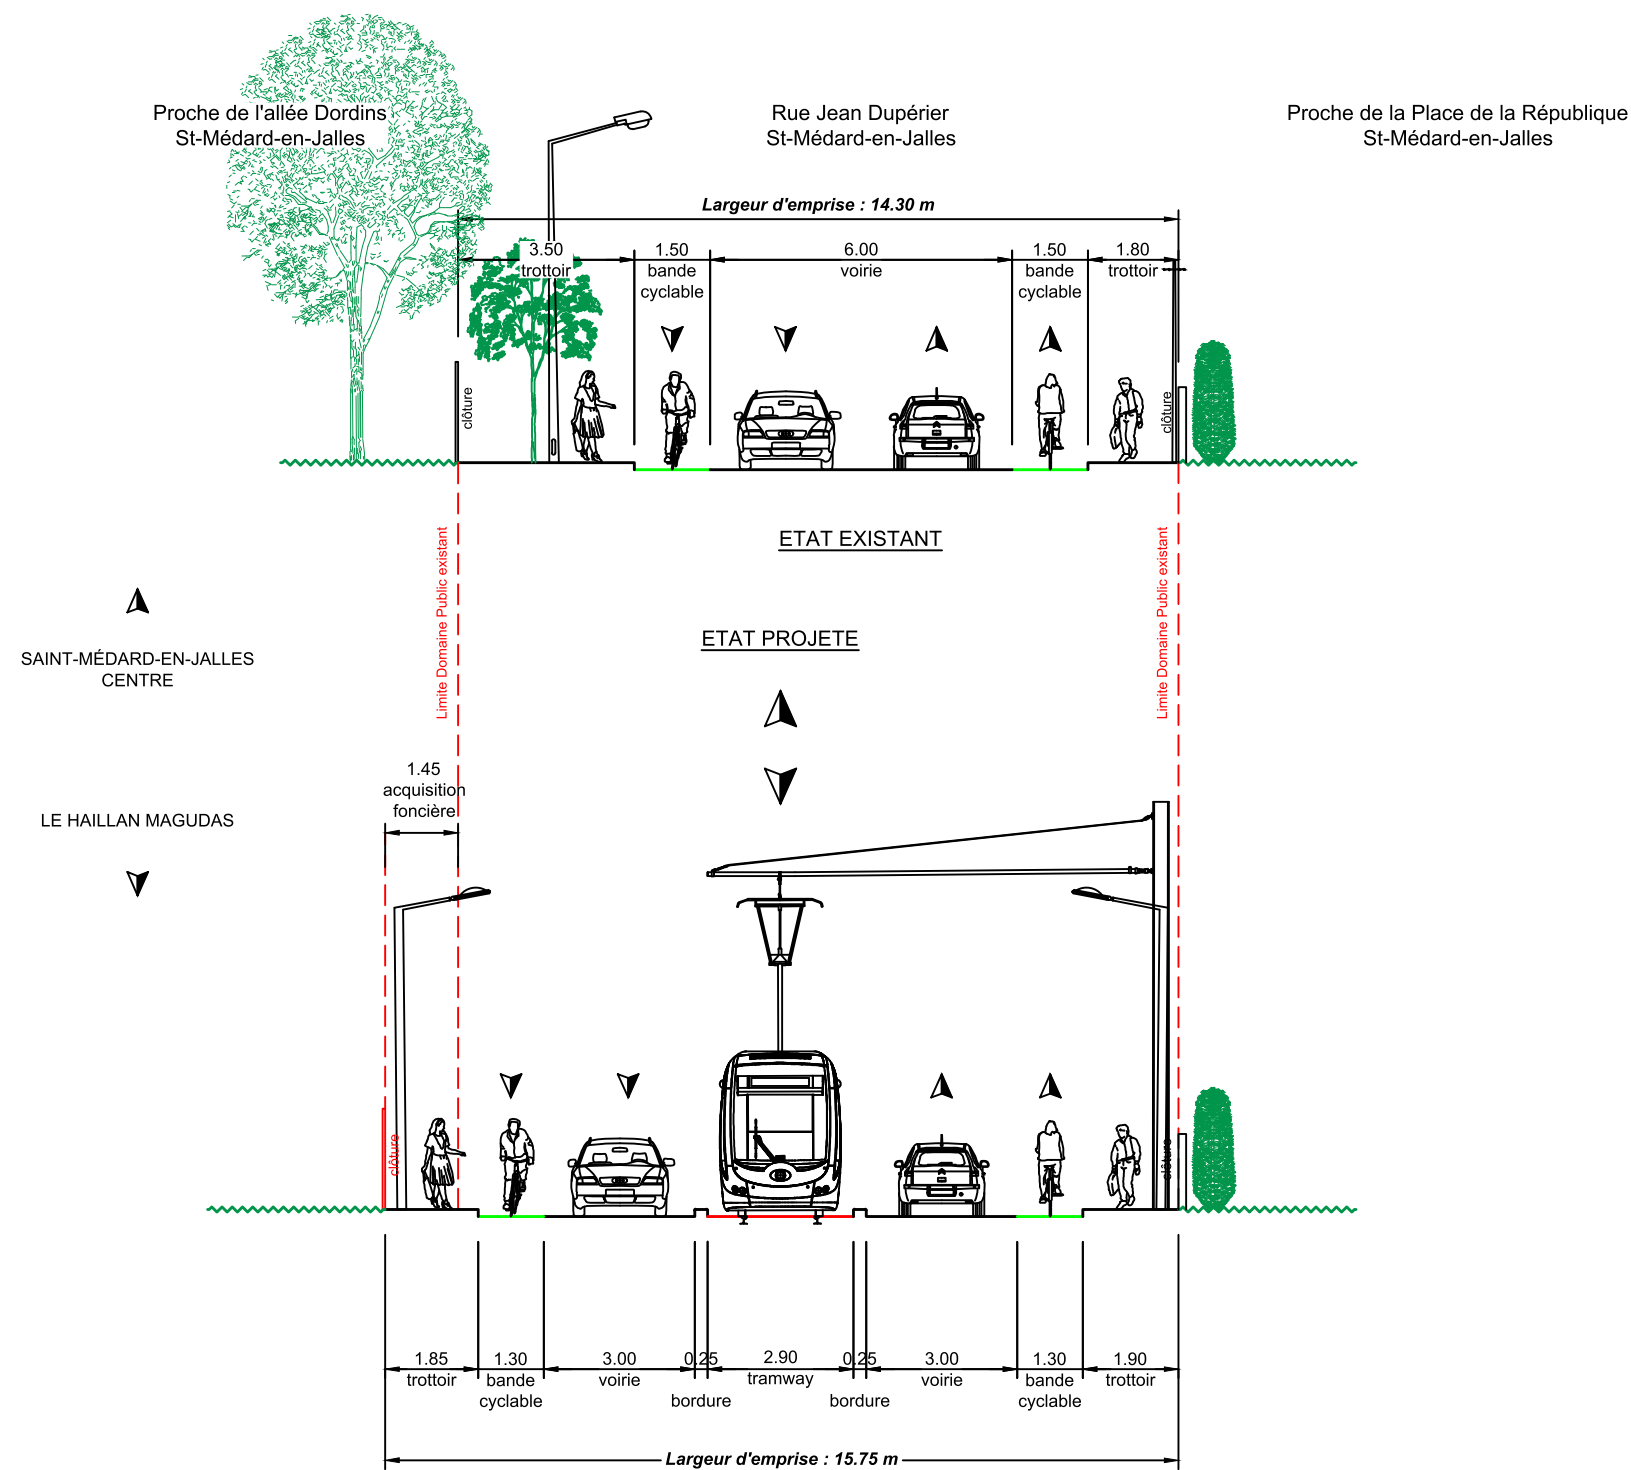 Proche de l'allée Dordins
St-Médard-en-Jalles
Rue Jean Dupérier
St-Médard-en-Jalles
Proche de la Place de la République
St-Médard-en-Jalles
Largeur d'emprise : 14.30 m
3.50
trottoir
1.50
bande
cyclable
6.00
voirie
1.50
bande
cyclable
1.80
trottoir
clôture
clôture
ETAT EXISTANT
Limite Domaine Public existant
Limite Domaine Public existant
ETAT PROJETE
SAINT-MÉDARD-EN-JALLES
CENTRE
LE HAILLAN MAGUDAS
1.45
acquisition
foncière
clôture
clôture
1.85
trottoir
1.30
bande
cyclable
3.00
voirie
0.25
bordure
2.90
tramway
0.25
bordure
3.00
voirie
1.30
bande
cyclable
1.90
trottoir
Largeur d'emprise : 15.75 m